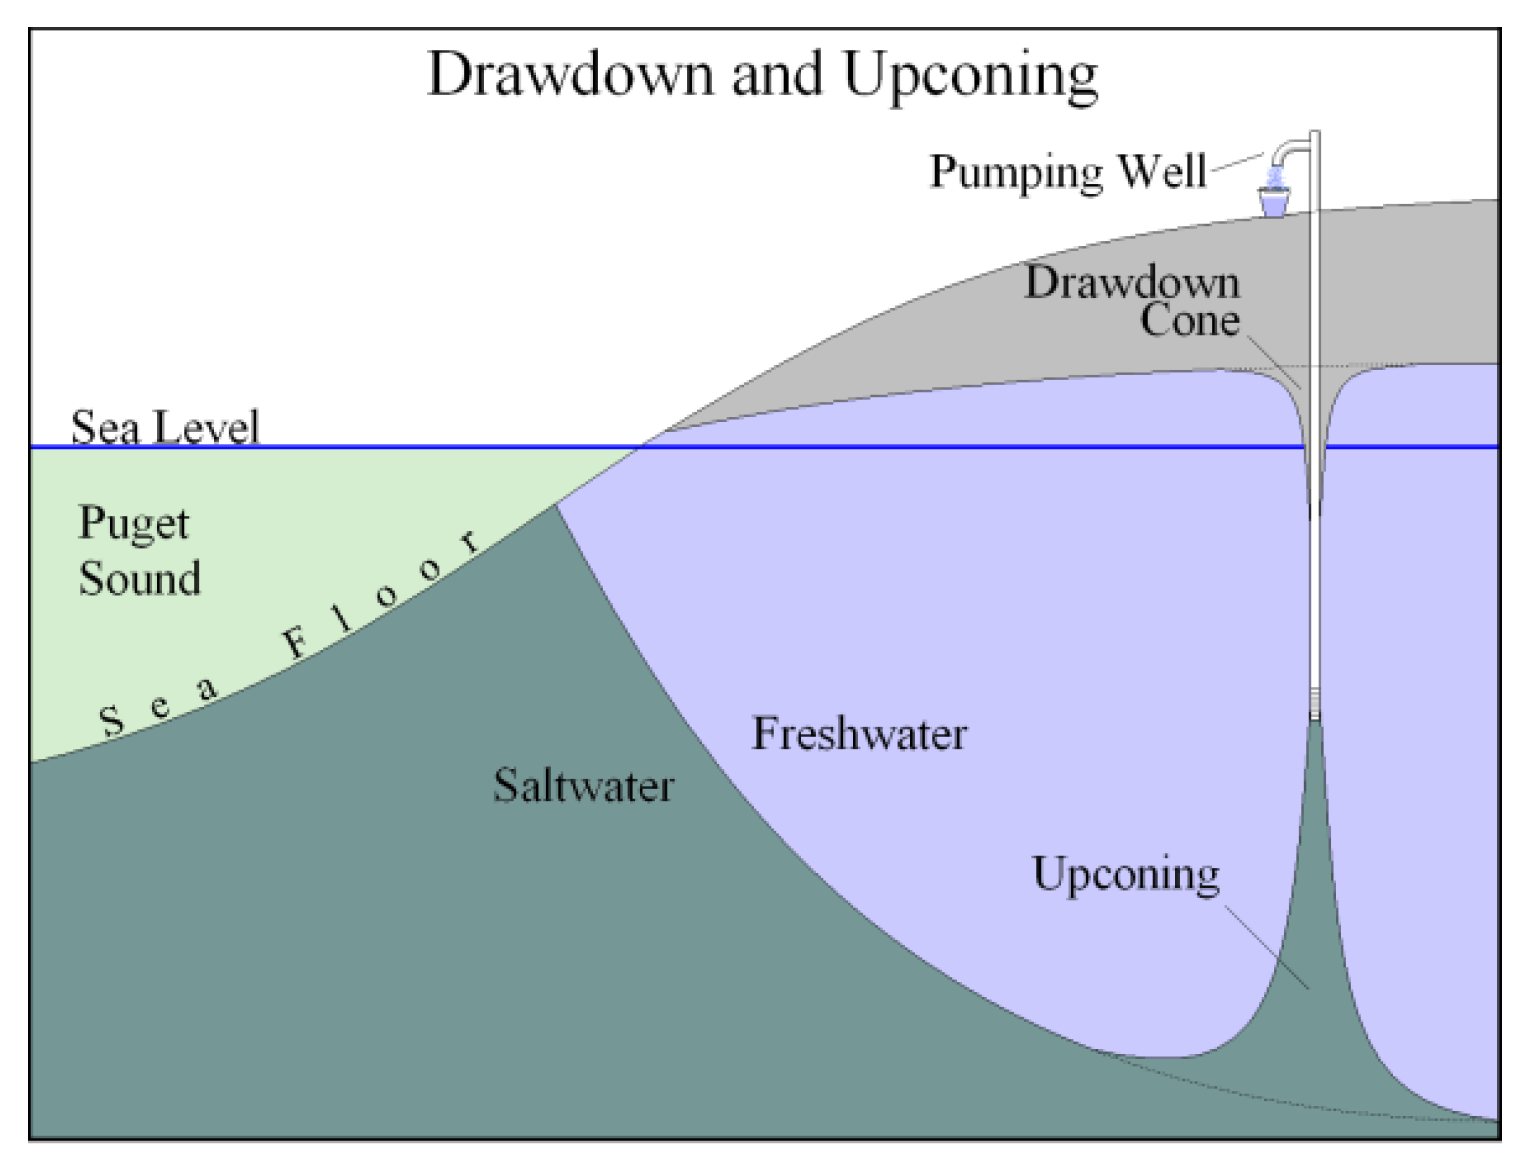 Drawdown and Upconing
Pumping Well
Drawdown
Cone
Sea Level
Puget
Sound
Sea Floor
Freshwater
Saltwater
Upconing